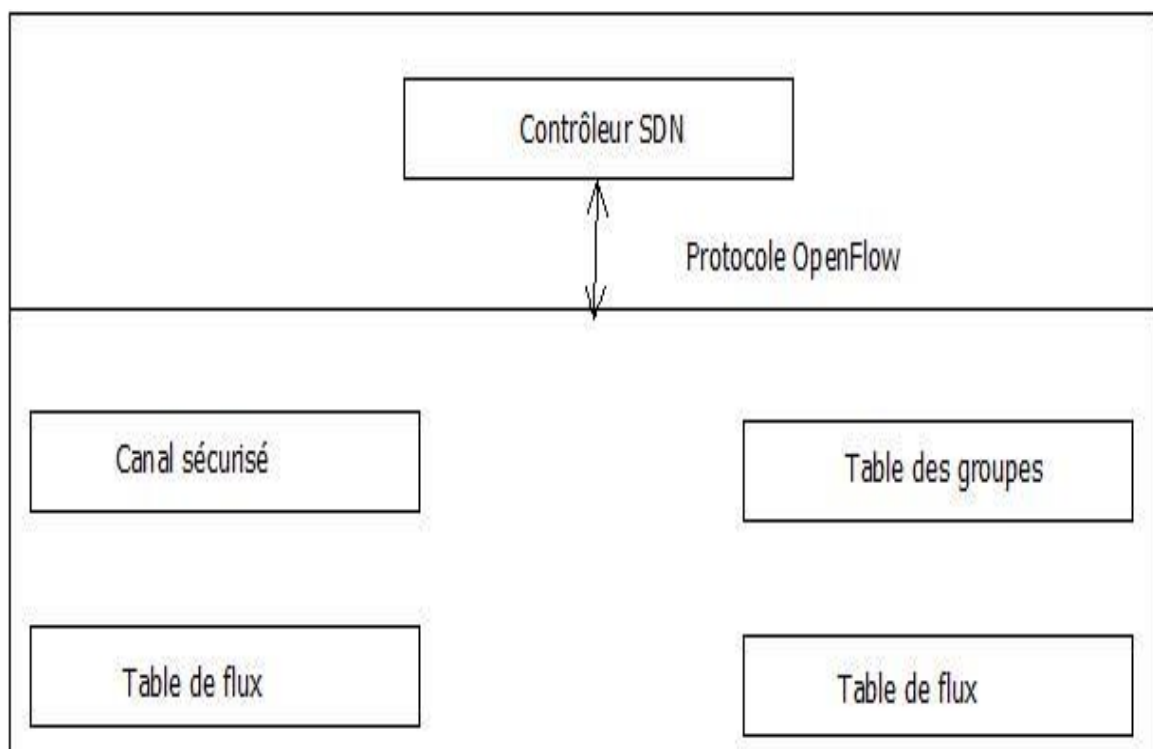 Contrôleur SDN
Protocole OpenFlow
Canal sécurisé
Table des groupes
Table de flux
Table de flux